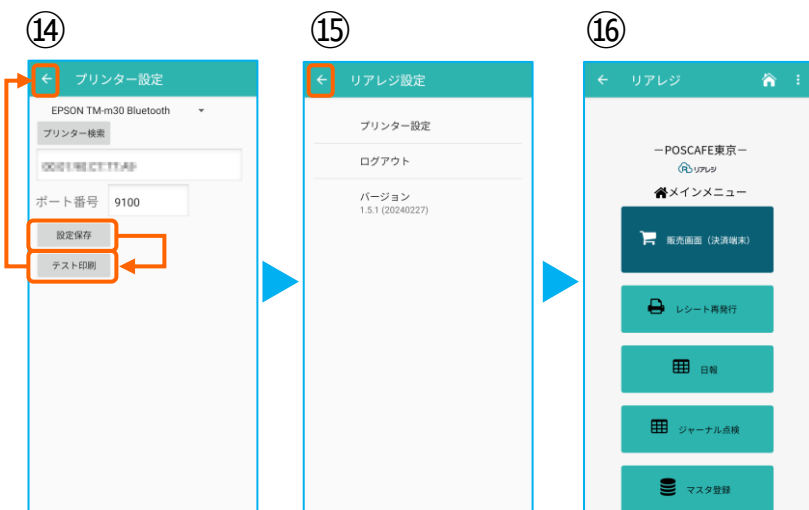 ⑭
プリンター設定
EPSON TM-m30 Bluetooth
プリンター検索
ポート番号 9100
設定保存
テスト印刷
⑮
リアレジ設定
プリンター設定
ログアウト
バージョン
1.5.1 (20240227)
⑯
リアレジ
－POSCAFE東京－
リアレジ
メインメニュー
販売画面（決済端末）
レシート再発行
日報
ジャーナル点検
マスタ登録